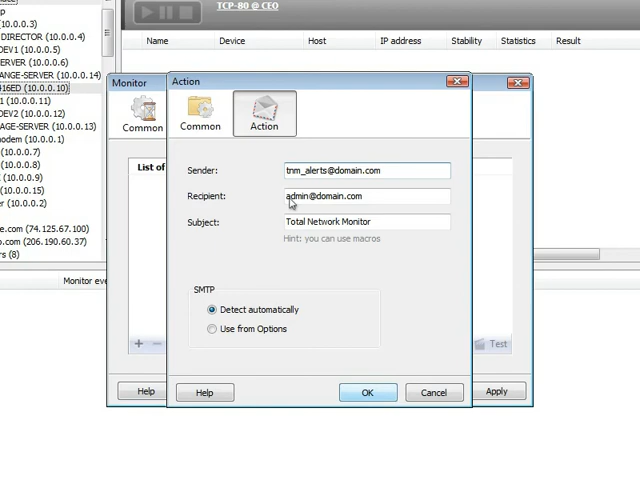 TCP-80 @ CEO
(10.0.0.3)
DIRECTOR (10.0.0.4)
DEV1 (10.0.0.5)
SERVER (10.0.0.6)
ANGE-SERVER (10.0.0.14)
416ED (10.0.0.10)
1 (10.0.0.11)
DEV2 (10.0.0.12)
AGE-SERVER (10.0.0.13)
odem (10.0.0.1)
(10.0.0.7)
(10.0.0.8)
(10.0.0.9)
er (10.0.0.2)
e.com (74.125.67.100)
oo.com (206.190.60.37)
rs (8)
Name Device Host IP address Stability Statistics Result
Monitor eve
Monitor
Common
List of
Test
Help
Apply
Action
Common
Action
Sender: tnm_alerts@domain.com
Recipient: admin@domain.com
Subject: Total Network Monitor
Hint: you can use macros
SMTP
Detect automatically
Use from Options
Help OK Cancel